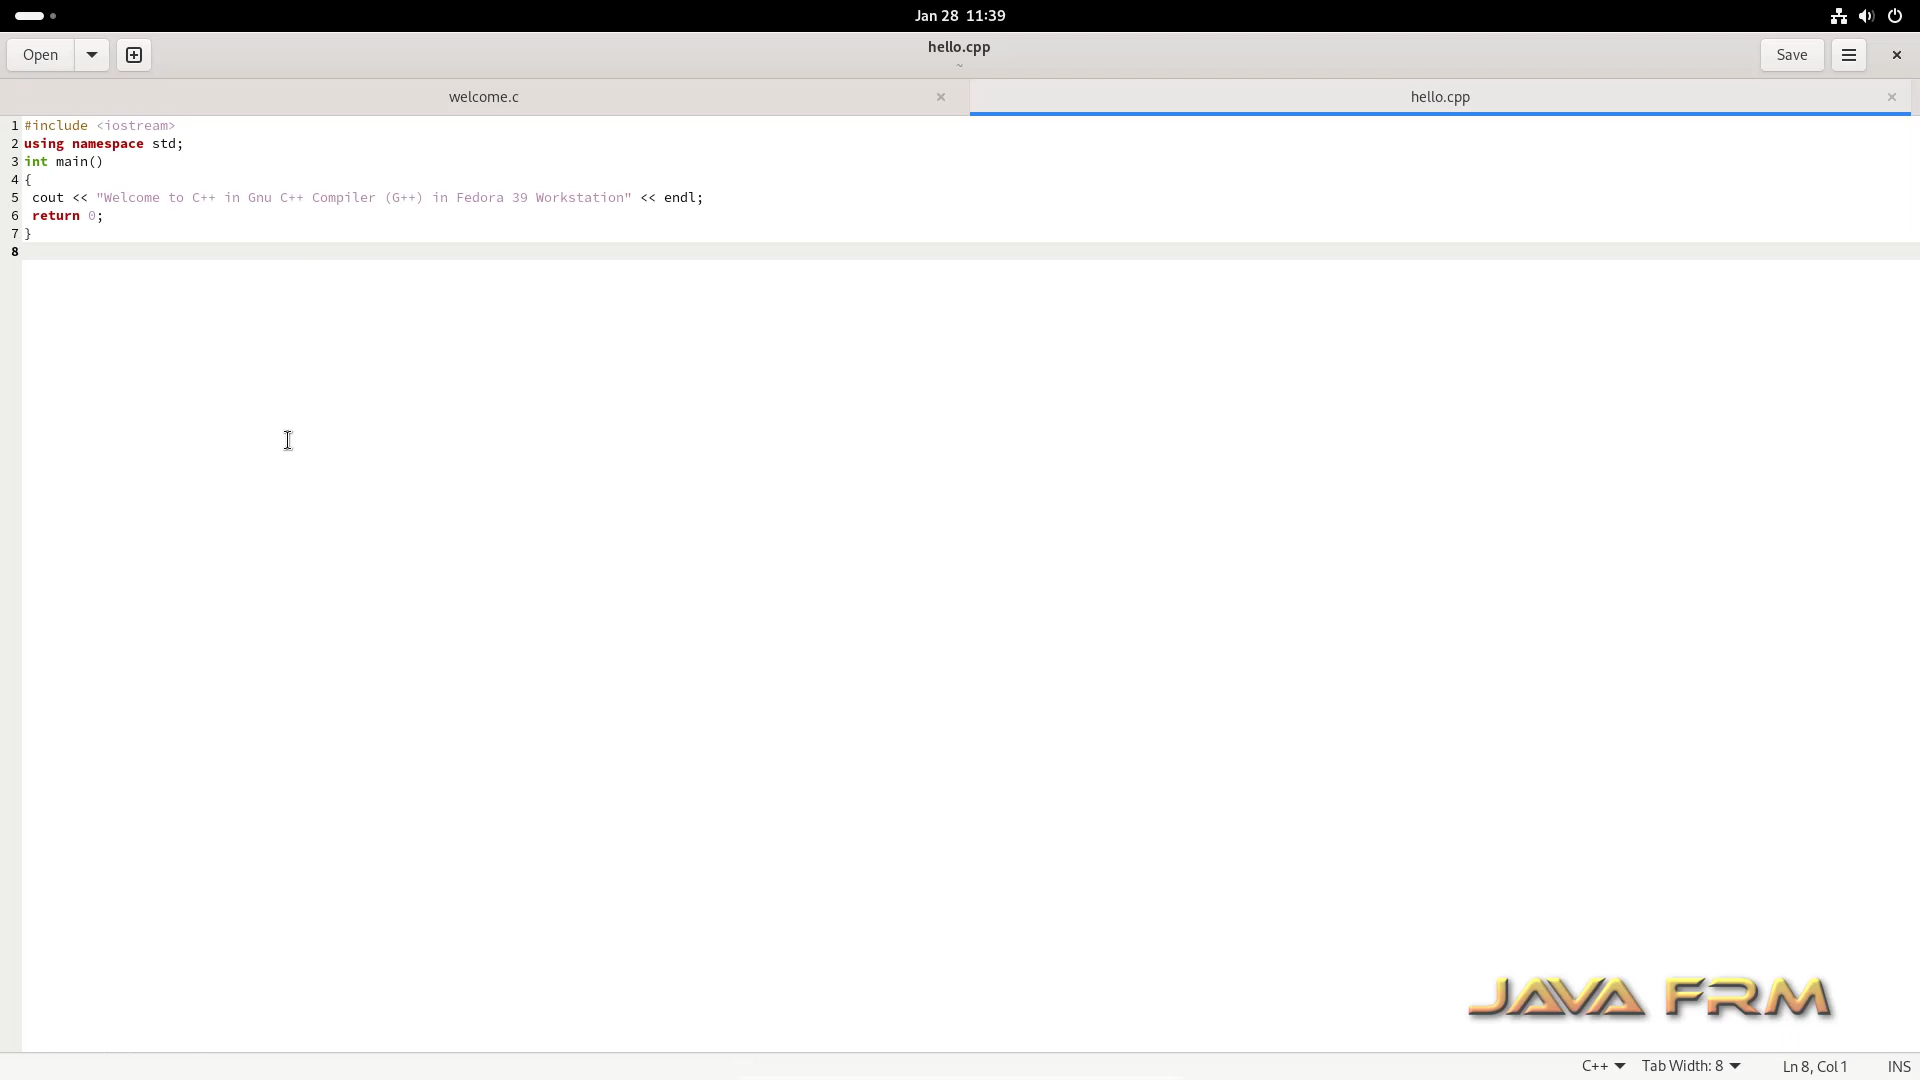 Jan 28 11:39
Open
hello.cpp
~
Save
welcome.c
hello.cpp
1 #include <iostream>
2 using namespace std;
3 int main()
4 {
5  cout << "Welcome to C++ in Gnu C++ Compiler (G++) in Fedora 39 Workstation" << endl;
6  return 0;
7 }
8
JAVA FRM
C++ Tab Width: 8 Ln 8, Col 1 INS